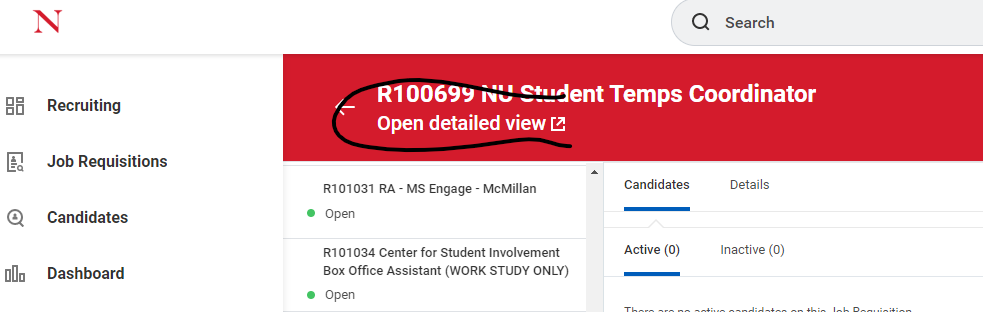 N
Search
R100699 NU Student Temps Coordinator
Open detailed view
Recruiting
Job Requisitions
Candidates
Dashboard
R101031 RA - MS Engage - McMillan
Open
R101034 Center for Student Involvement
Box Office Assistant (WORK STUDY ONLY)
Open
Candidates Details
Active (0) Inactive (0)
There are no active candidates on this Job Requisition